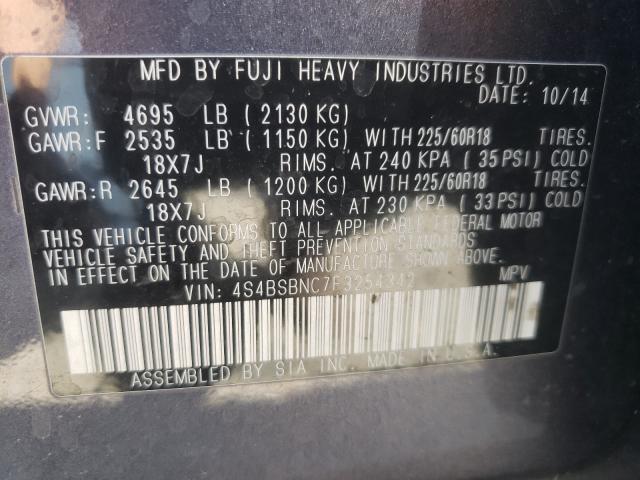 MFD BY FUJI HEAVY INDUSTRIES LTD.
DATE: 10/14
GVWR: 4695 LB (2130 KG)
GAWR:F 2535 LB (1150 KG) WITH 225/60R18 TIRES.
18X7J RIMS. AT 240 KPA (35 PSI) COLD
GAWR:R 2645 LB (1200 KG) WITH 225/60R18 TIRES.
18X7J RIMS. AT 230 KPA (33 PSI) COLD
THIS VEHICLE CONFORMS TO ALL APPLICABLE FEDERAL MOTOR
VEHICLE SAFETY AND THEFT PREVENTION STANDARDS
IN EFFECT ON THE DATE OF MANUFACTURE SHOWN ABOVE.
VIN: 4S4BSBNC7F3254342 MPV
ASSEMBLED BY SIA INC. MADE IN U.S.A.